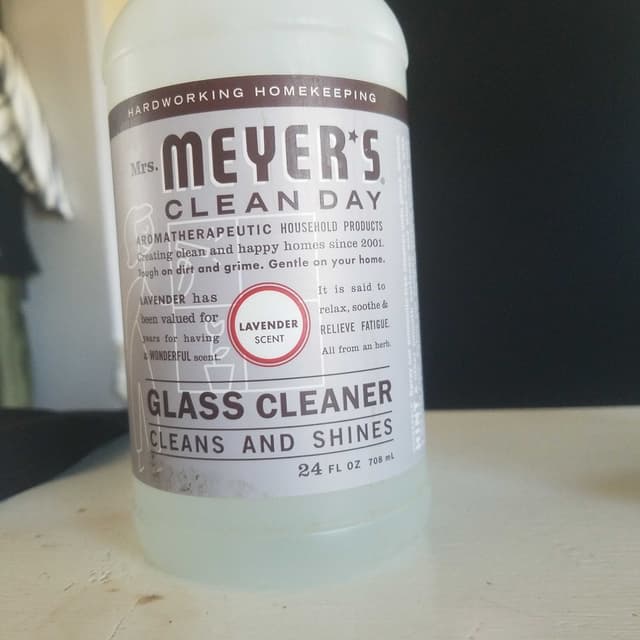 HARDWORKING HOMEKEEPING
Mrs. MEYER'S
CLEAN DAY
AROMATHERAPEUTIC HOUSEHOLD PRODUCTS
Creating clean and happy homes since 2001.
Tough on dirt and grime. Gentle on your home.
LAVENDER has
been valued for
years for having
a WONDERFUL scent.
LAVENDER
SCENT
It is said to
relax, soothe &
RELIEVE FATIGUE.
All from an herb.
GLASS CLEANER
CLEANS AND SHINES
24 FL OZ 708 mL